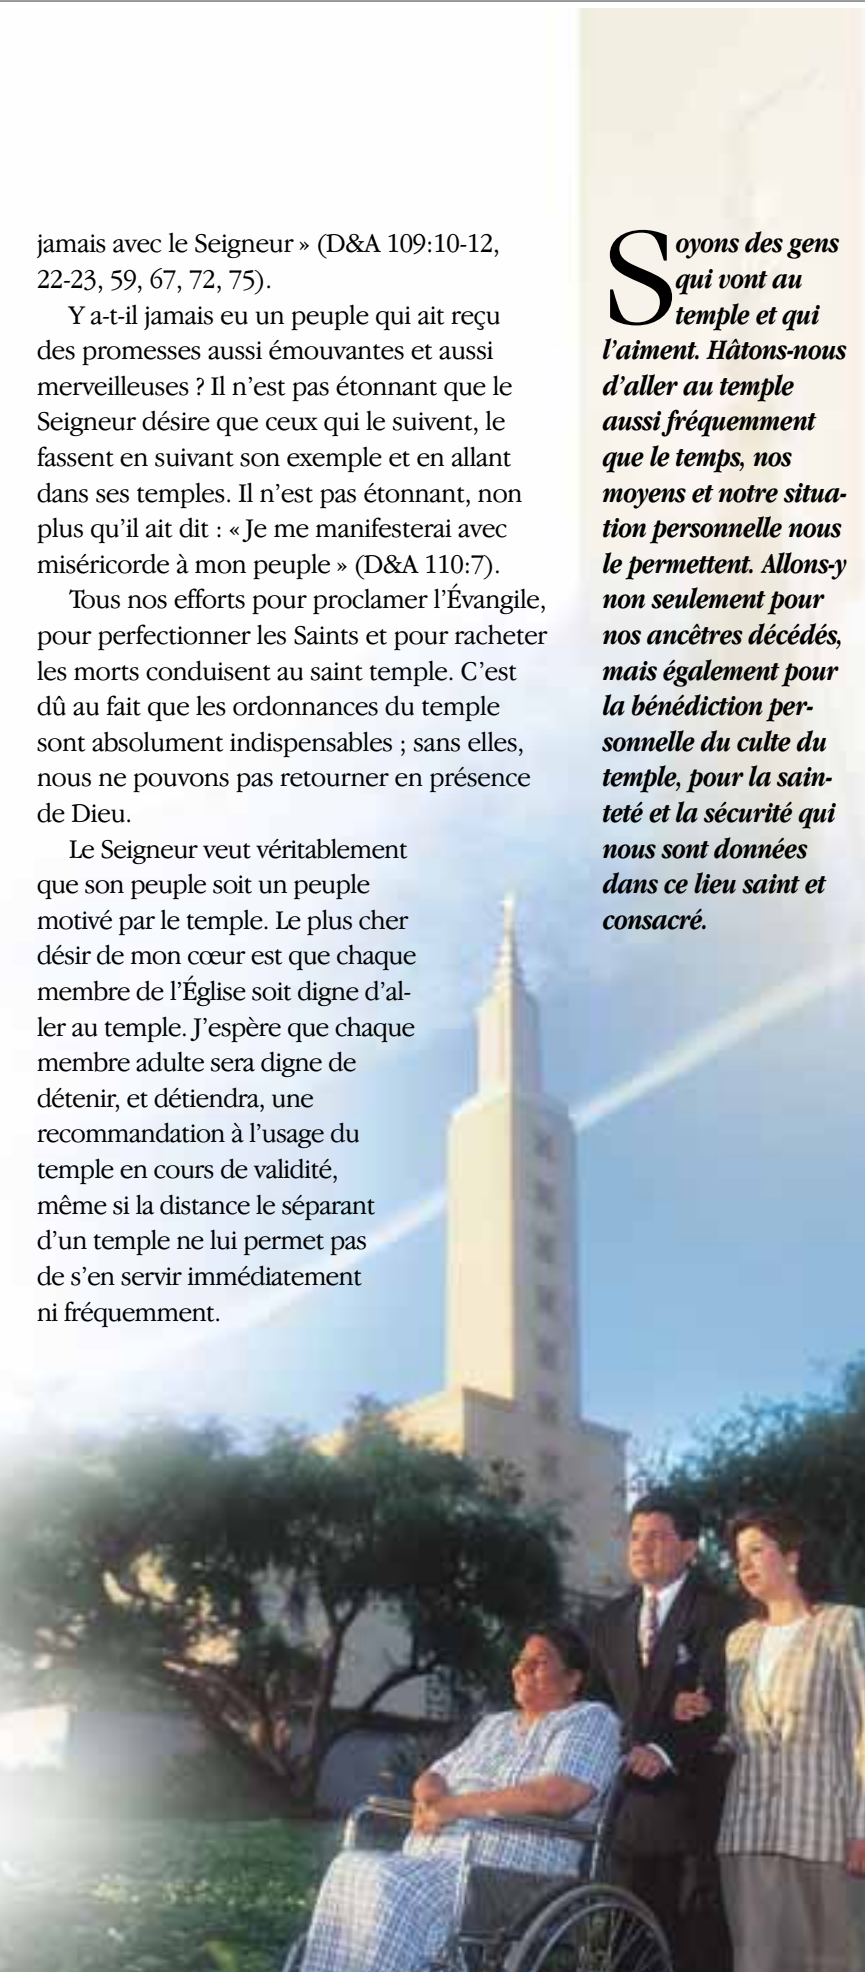 jamais avec le Seigneur » (D&A 109:10-12,
22-23, 59, 67, 72, 75).
Y a-t-il jamais eu un peuple qui ait reçu
des promesses aussi émouvantes et aussi
merveilleuses ? Il n’est pas étonnant que le
Seigneur désire que ceux qui le suivent, le
fassent en suivant son exemple et en allant
dans ses temples. Il n’est pas étonnant, non
plus qu’il ait dit : « Je me manifesterai avec
miséricorde à mon peuple » (D&A 110:7).
Tous nos efforts pour proclamer l’Évangile,
pour perfectionner les Saints et pour racheter
les morts conduisent au saint temple. C’est
dû au fait que les ordonnances du temple
sont absolument indispensables ; sans elles,
nous ne pouvons pas retourner en présence
de Dieu.
Le Seigneur veut véritablement
que son peuple soit un peuple
motivé par le temple. Le plus cher
désir de mon cœur est que chaque
membre de l’Église soit digne d’al-
ler au temple. J’espère que chaque
membre adulte sera digne de
détenir, et détiendra, une
recommandation à l’usage du
temple en cours de validité,
même si la distance le séparant
d’un temple ne lui permet pas
de s’en servir immédiatement
ni fréquemment.
Soyons des gens
qui vont au
temple et qui
l’aiment. Hâtons-nous
d’aller au temple
aussi fréquemment
que le temps, nos
moyens et notre situa-
tion personnelle nous
le permettent. Allons-y
non seulement pour
nos ancêtres décédés,
mais également pour
la bénédiction per-
sonnelle du culte du
temple, pour la sain-
teté et la sécurité qui
nous sont données
dans ce lieu saint et
consacré.